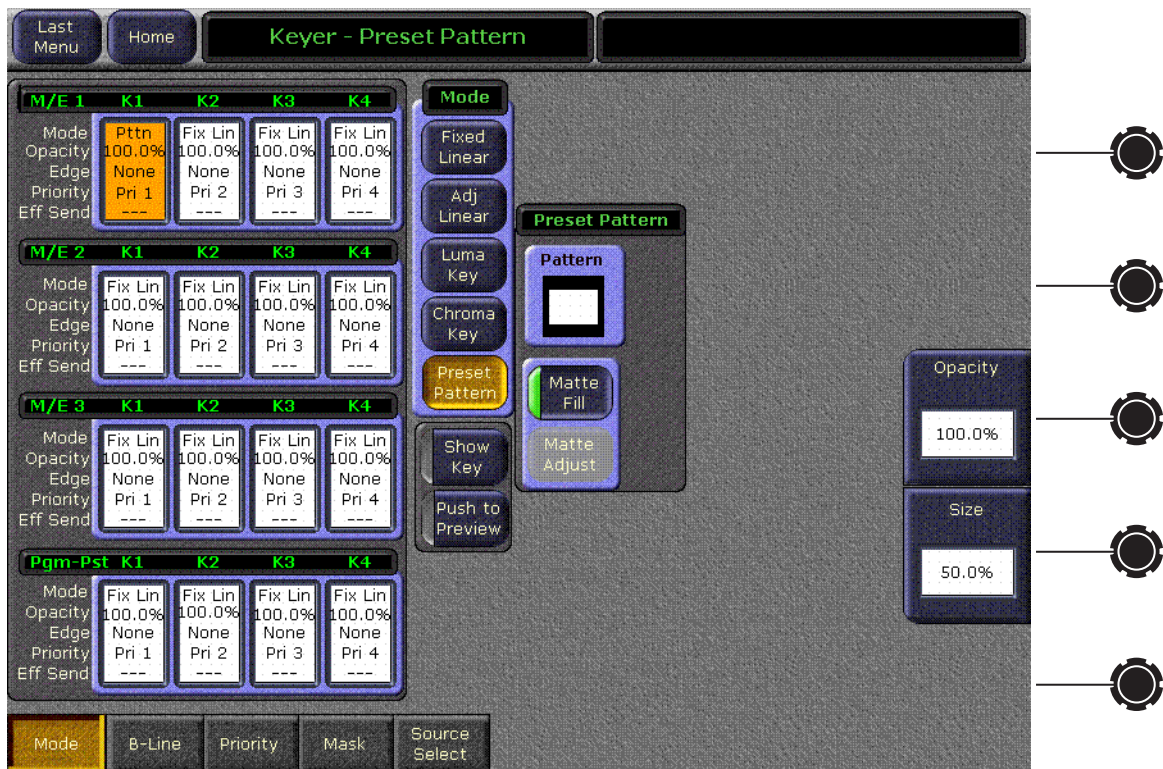 Last
Menu
Home
Keyer - Preset Pattern
M/E 1 K1 K2 K3 K4
Mode Pttn Fix Lin Fix Lin Fix Lin
Opacity 100.0% 100.0% 100.0% 100.0%
Edge None None None None
Priority Pri 1 Pri 2 Pri 3 Pri 4
Eff Send --- --- --- ---
M/E 2 K1 K2 K3 K4
Mode Fix Lin Fix Lin Fix Lin Fix Lin
Opacity 100.0% 100.0% 100.0% 100.0%
Edge None None None None
Priority Pri 1 Pri 2 Pri 3 Pri 4
Eff Send --- --- --- ---
M/E 3 K1 K2 K3 K4
Mode Fix Lin Fix Lin Fix Lin Fix Lin
Opacity 100.0% 100.0% 100.0% 100.0%
Edge None None None None
Priority Pri 1 Pri 2 Pri 3 Pri 4
Eff Send --- --- --- ---
Pgm-Pst K1 K2 K3 K4
Mode Fix Lin Fix Lin Fix Lin Fix Lin
Opacity 100.0% 100.0% 100.0% 100.0%
Edge None None None None
Priority Pri 1 Pri 2 Pri 3 Pri 4
Eff Send --- --- --- ---
Mode
Fixed
Linear
Adj
Linear
Luma
Key
Chroma
Key
Preset
Pattern
Show
Key
Push to
Preview
Preset Pattern
Pattern
Matte
Fill
Matte
Adjust
Opacity
100.0%
Size
50.0%
Mode
B-Line
Priority
Mask
Source
Select